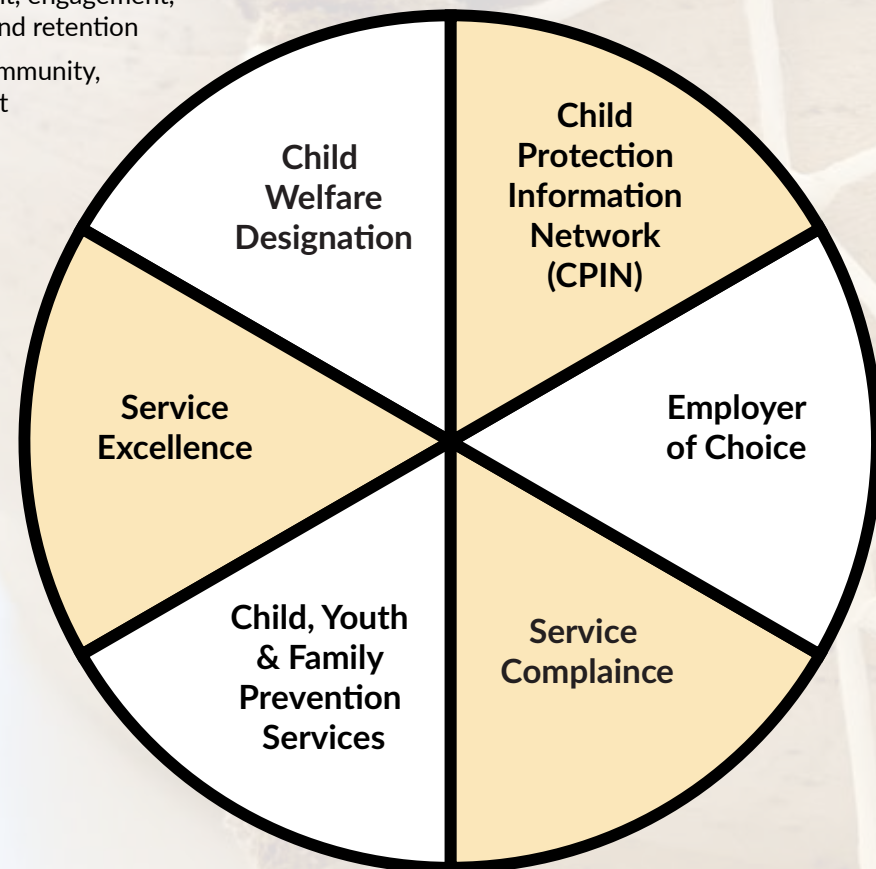 engagement,
nd retention
mmunity,
t
Child
Welfare
Designation
Child
Protection
Information
Network
(CPIN)
Employer
of Choice
Service
Complaince
Child, Youth
& Family
Prevention
Services
Service
Excellence